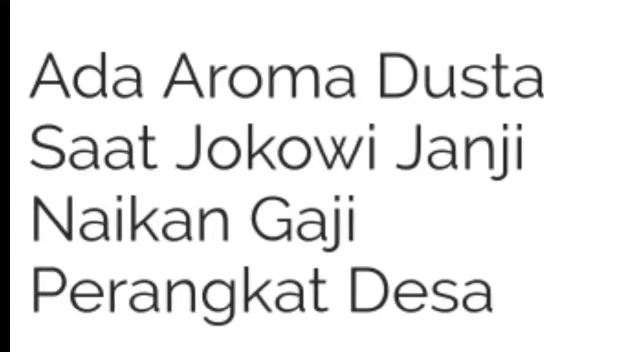 Ada Aroma Dusta
Saat Jokowi Janji
Naikan Gaji
Perangkat Desa